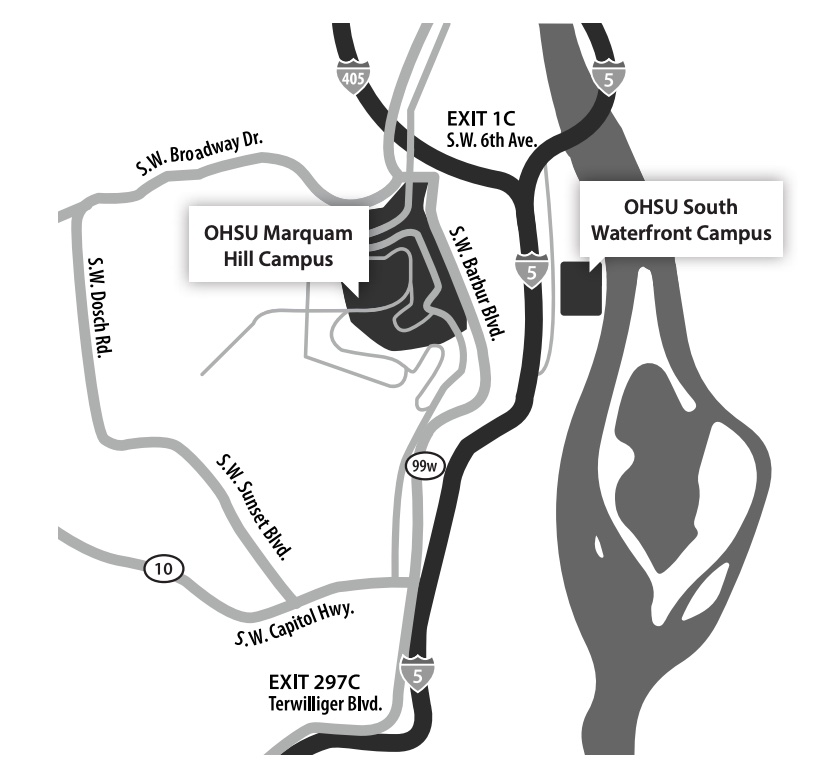 405
5
EXIT 1C
S.W. 6th Ave.
S.W. Broadway Dr.
OHSU Marquam
Hill Campus
OHSU South
Waterfront Campus
S.W. Barbur Blvd.
5
S.W. Dosch Rd.
99w
S.W. Sunset Blvd.
10
S.W. Capitol Hwy.
EXIT 297C
Terwilliger Blvd.
5